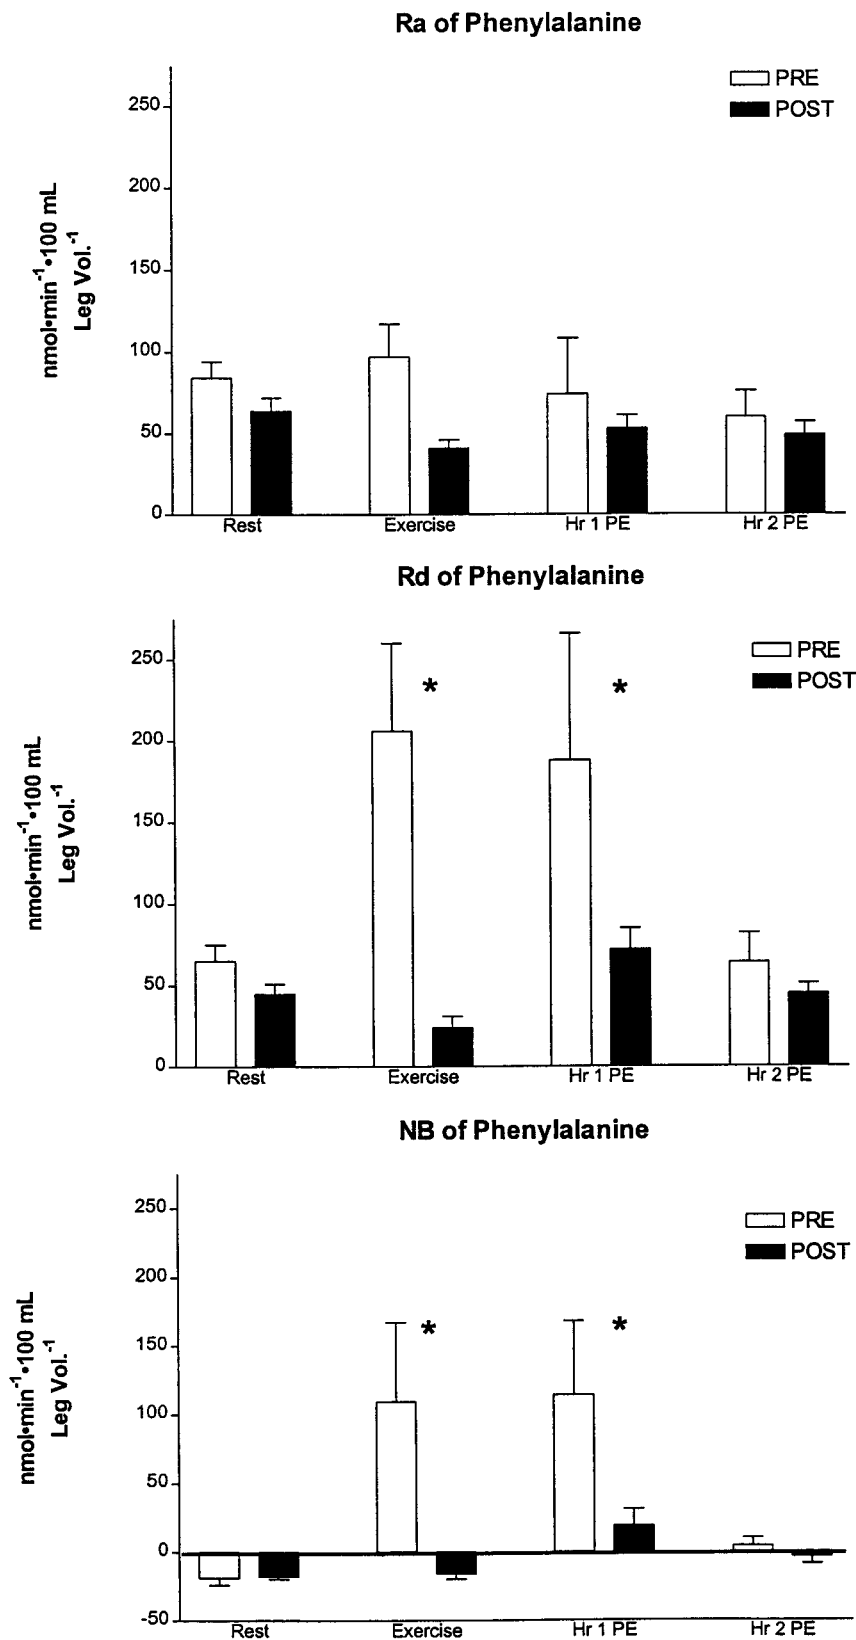 Ra of Phenylalanine
PRE
POST
250
200
150
100
50
0
nmol•min⁻¹•100 mL
Leg Vol.⁻¹
Rest Exercise Hr 1 PE Hr 2 PE
Rd of Phenylalanine
PRE
POST
250
200
150
100
50
0
nmol•min⁻¹•100 mL
Leg Vol.⁻¹
* *
Rest Exercise Hr 1 PE Hr 2 PE
NB of Phenylalanine
PRE
POST
250
200
150
100
50
0
-50
nmol•min⁻¹•100 mL
Leg Vol.⁻¹
* *
Rest Exercise Hr 1 PE Hr 2 PE